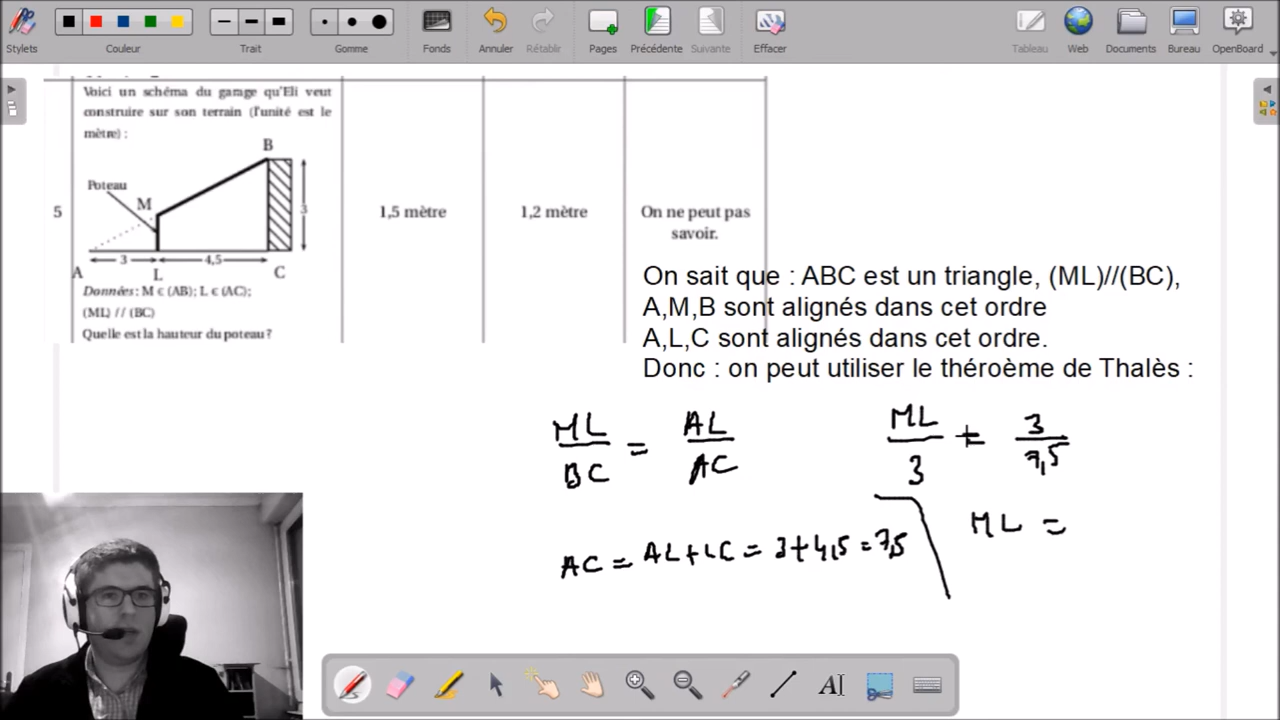 Stylets
Couleur
Trait
Gomme
Fonds
Annuler
Rétablir
Pages
Précédente
Suivante
Effacer
Tableau
Web
Documents
Bureau
OpenBoard
Voici un schéma du garage qu'Eli veut
construire sur son terrain (l'unité est le
mètre) :
B
Poteau
M
3
3
4,5
A
L
C
Données : M ∈ (AB); L ∈ (AC);
(ML) // (BC)
Quelle est la hauteur du poteau ?
5
1,5 mètre
1,2 mètre
On ne peut pas
savoir.
On sait que : ABC est un triangle, (ML)//(BC),
A,M,B sont alignés dans cet ordre
A,L,C sont alignés dans cet ordre.
Donc : on peut utiliser le théroème de Thalès :
ML/BC = AL/AC
ML/3 = 3/7,5
AC = AL+LC = 3+4,5 = 7,5
ML =
AI